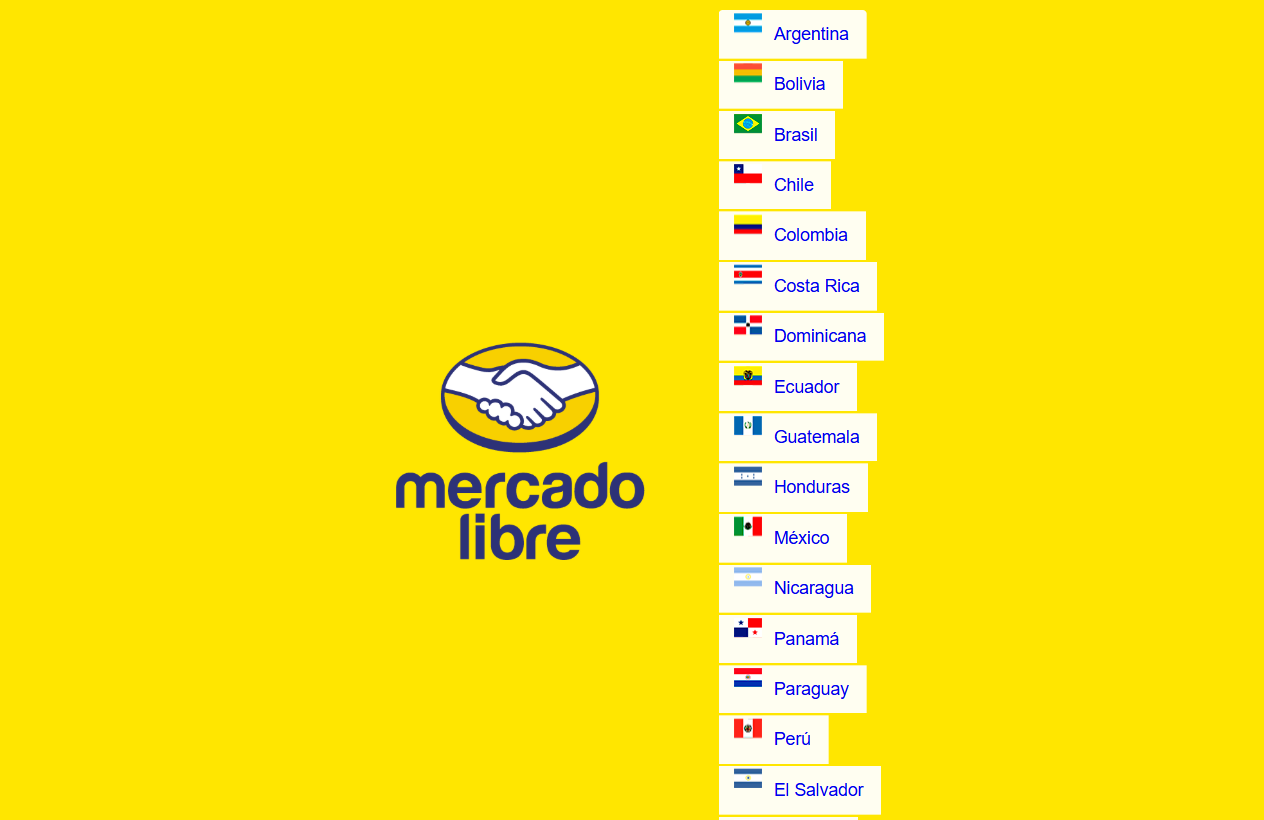 mercado
libre
Argentina
Bolivia
Brasil
Chile
Colombia
Costa Rica
Dominicana
Ecuador
Guatemala
Honduras
México
Nicaragua
Panamá
Paraguay
Perú
El Salvador